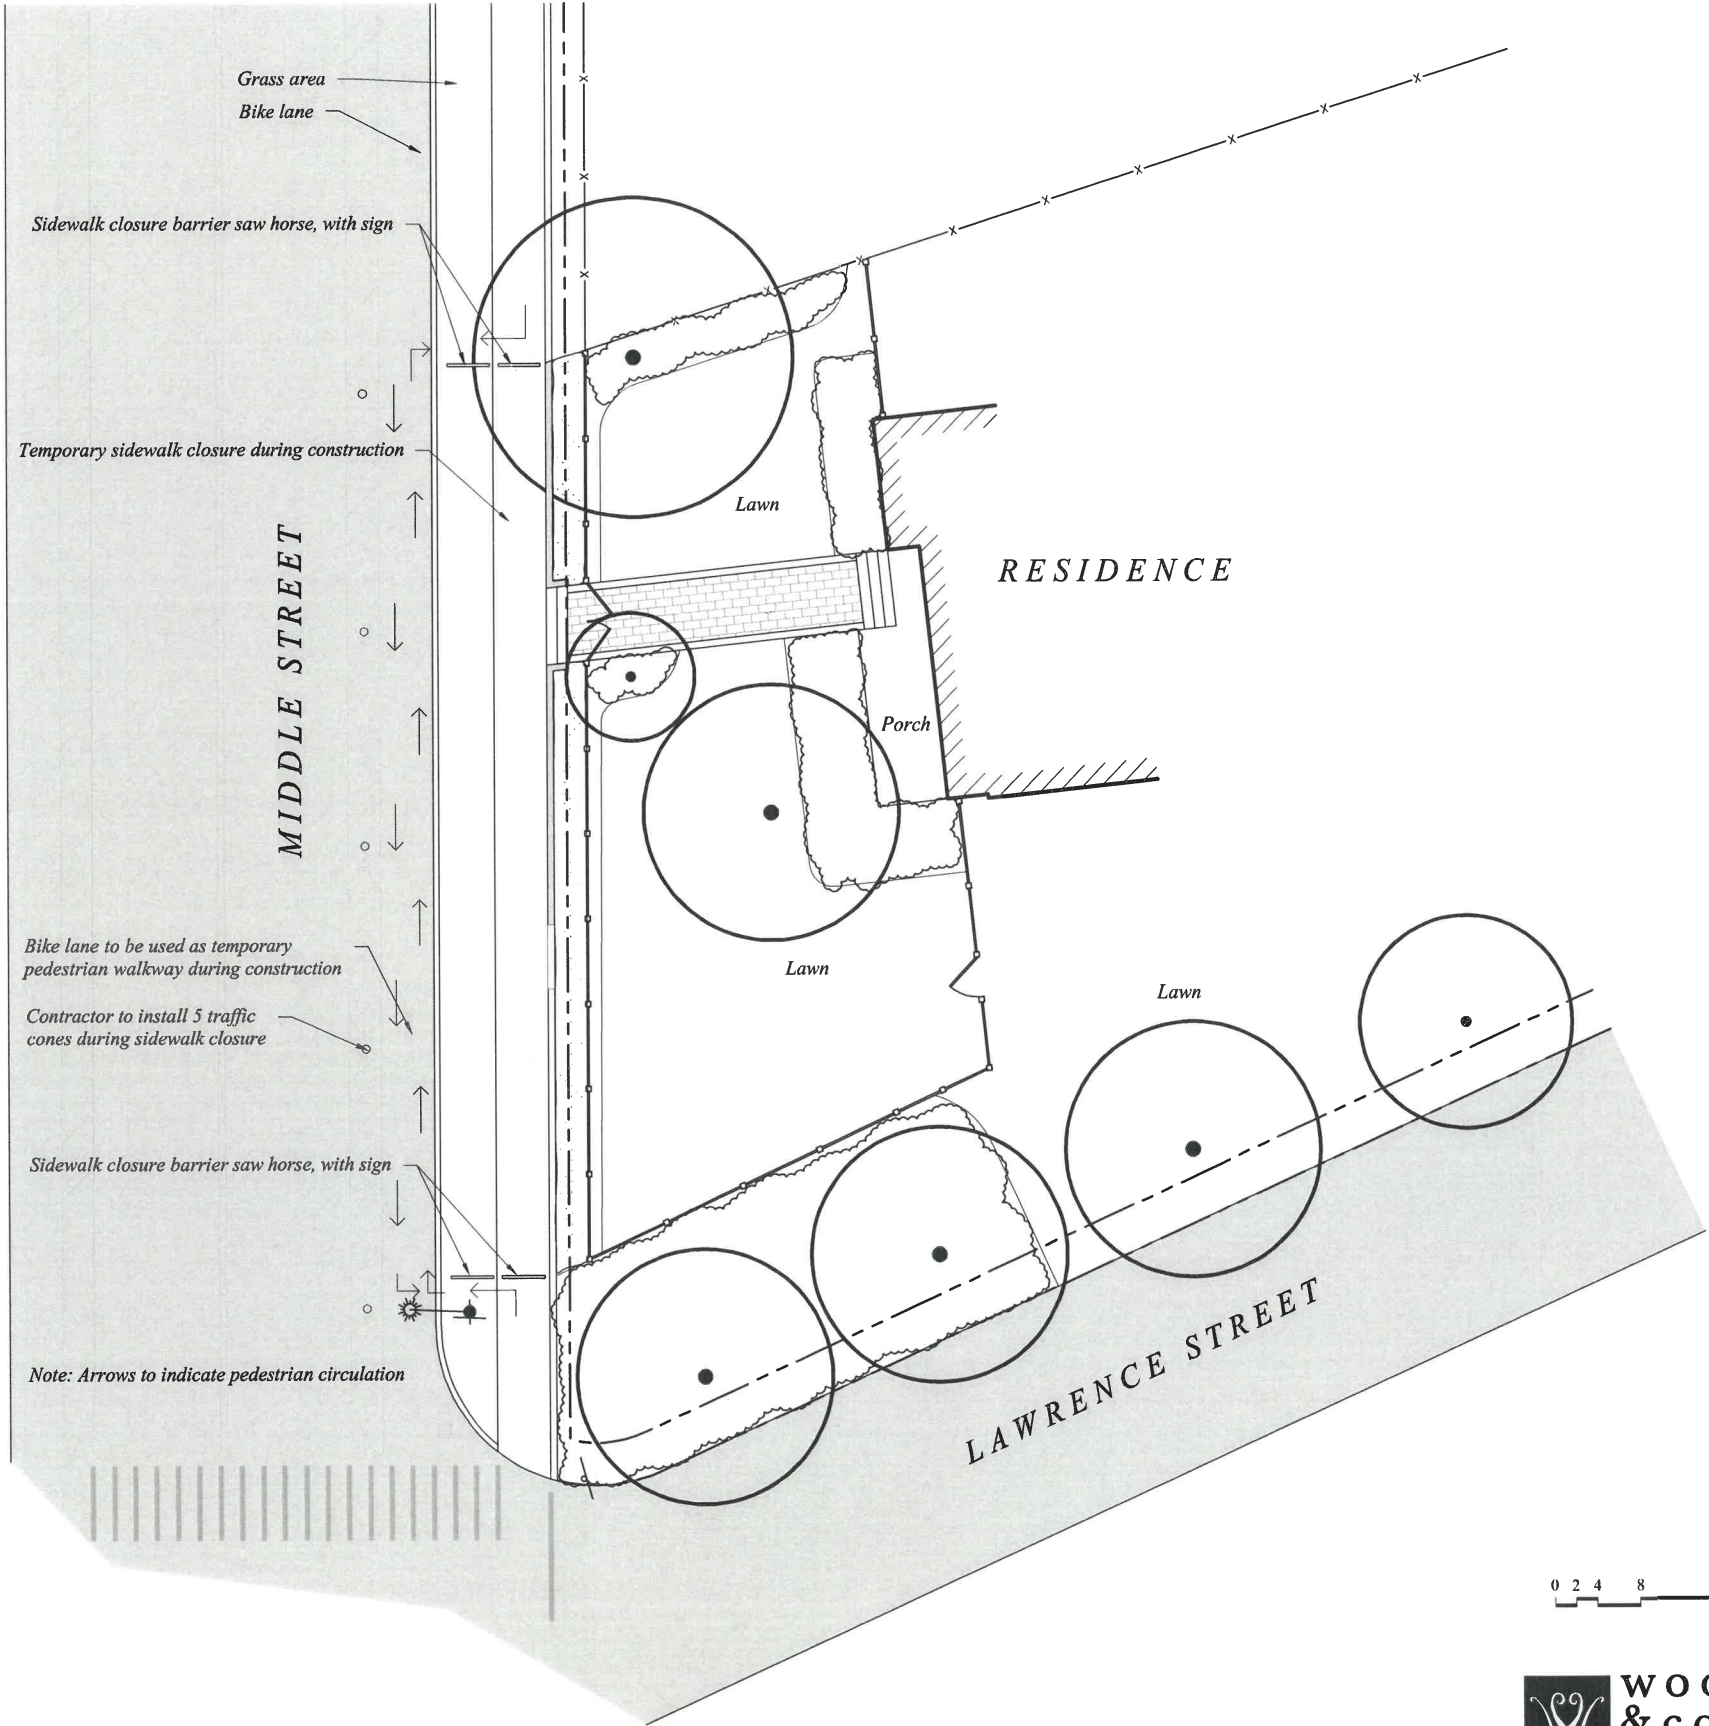 Grass area
Bike lane
Sidewalk closure barrier saw horse, with sign
Temporary sidewalk closure during construction
Lawn
RESIDENCE
MIDDLE STREET
Porch
Bike lane to be used as temporary
pedestrian walkway during construction
Lawn
Lawn
Contractor to install 5 traffic
cones during sidewalk closure
Sidewalk closure barrier saw horse, with sign
LAWRENCE STREET
Note: Arrows to indicate pedestrian circulation
0 2 4 8
WOO
& CO